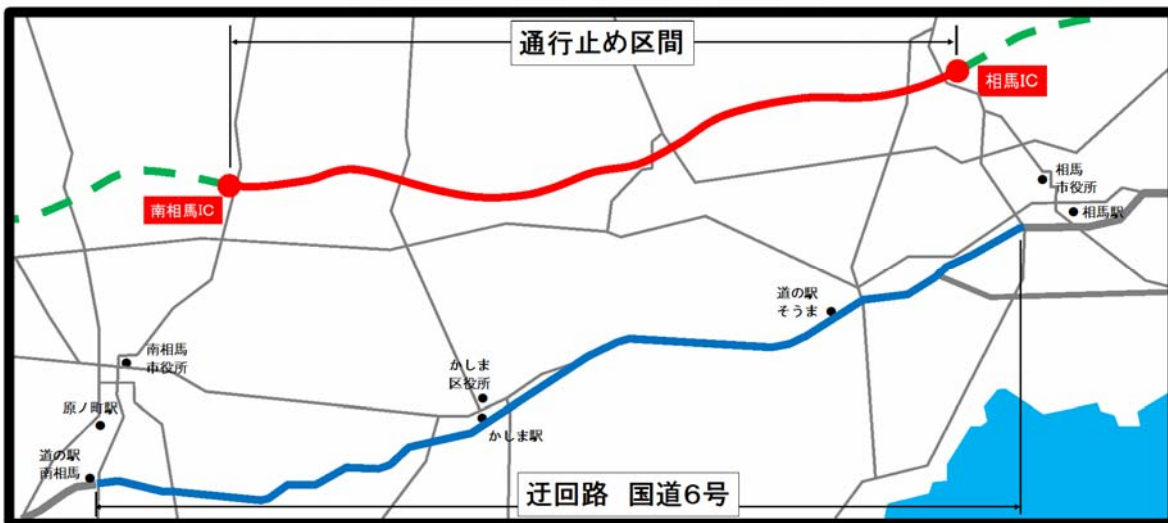 通行止め区間
相馬IC
南相馬IC
相馬
市役所
相馬駅
道の駅
そうま
南相馬
市役所
かしま
区役所
原ノ町駅
かしま駅
道の駅
南相馬
迂回路 国道6号